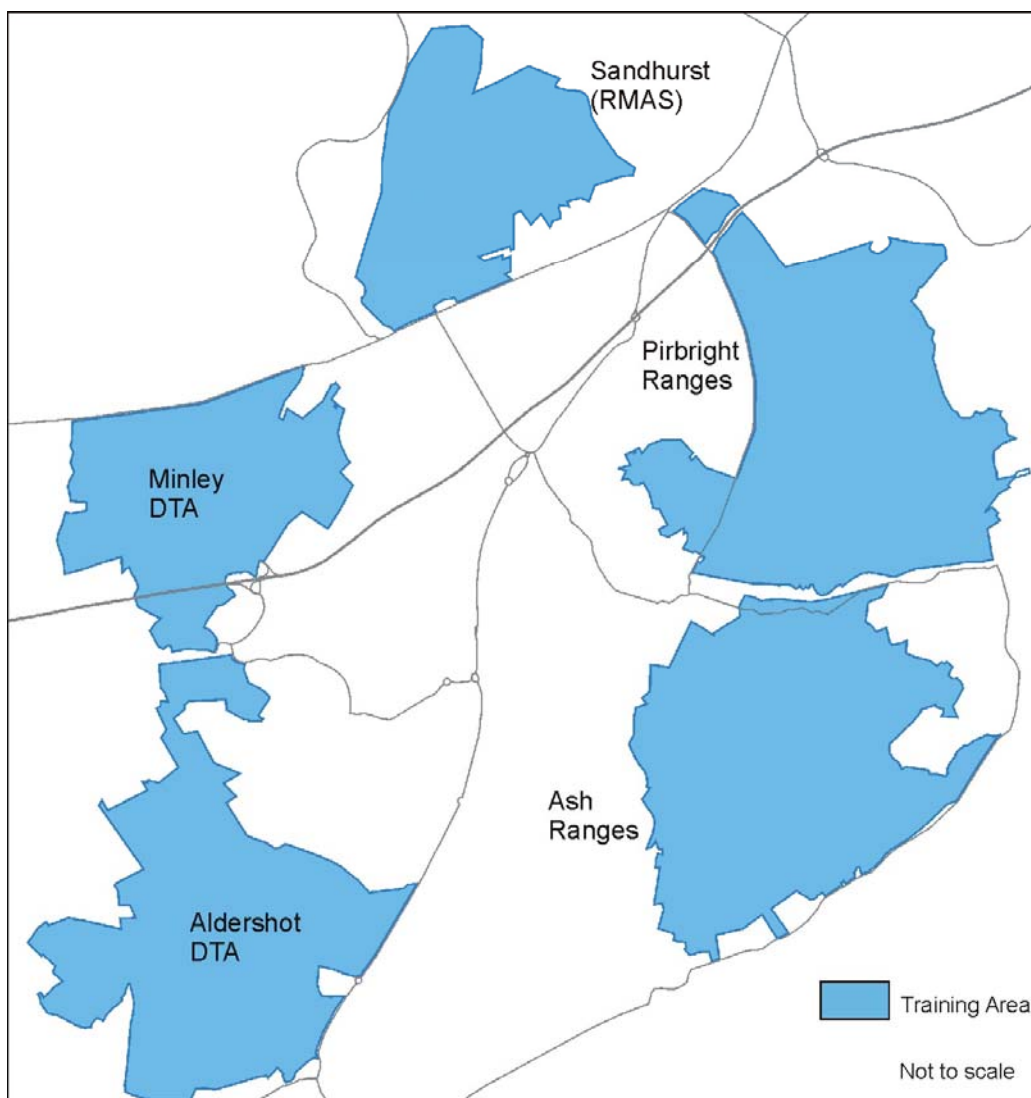 Sandhurst
(RMAS)
Pirbright
Ranges
Minley
DTA
Ash
Ranges
Aldershot
DTA
Training Area
Not to scale